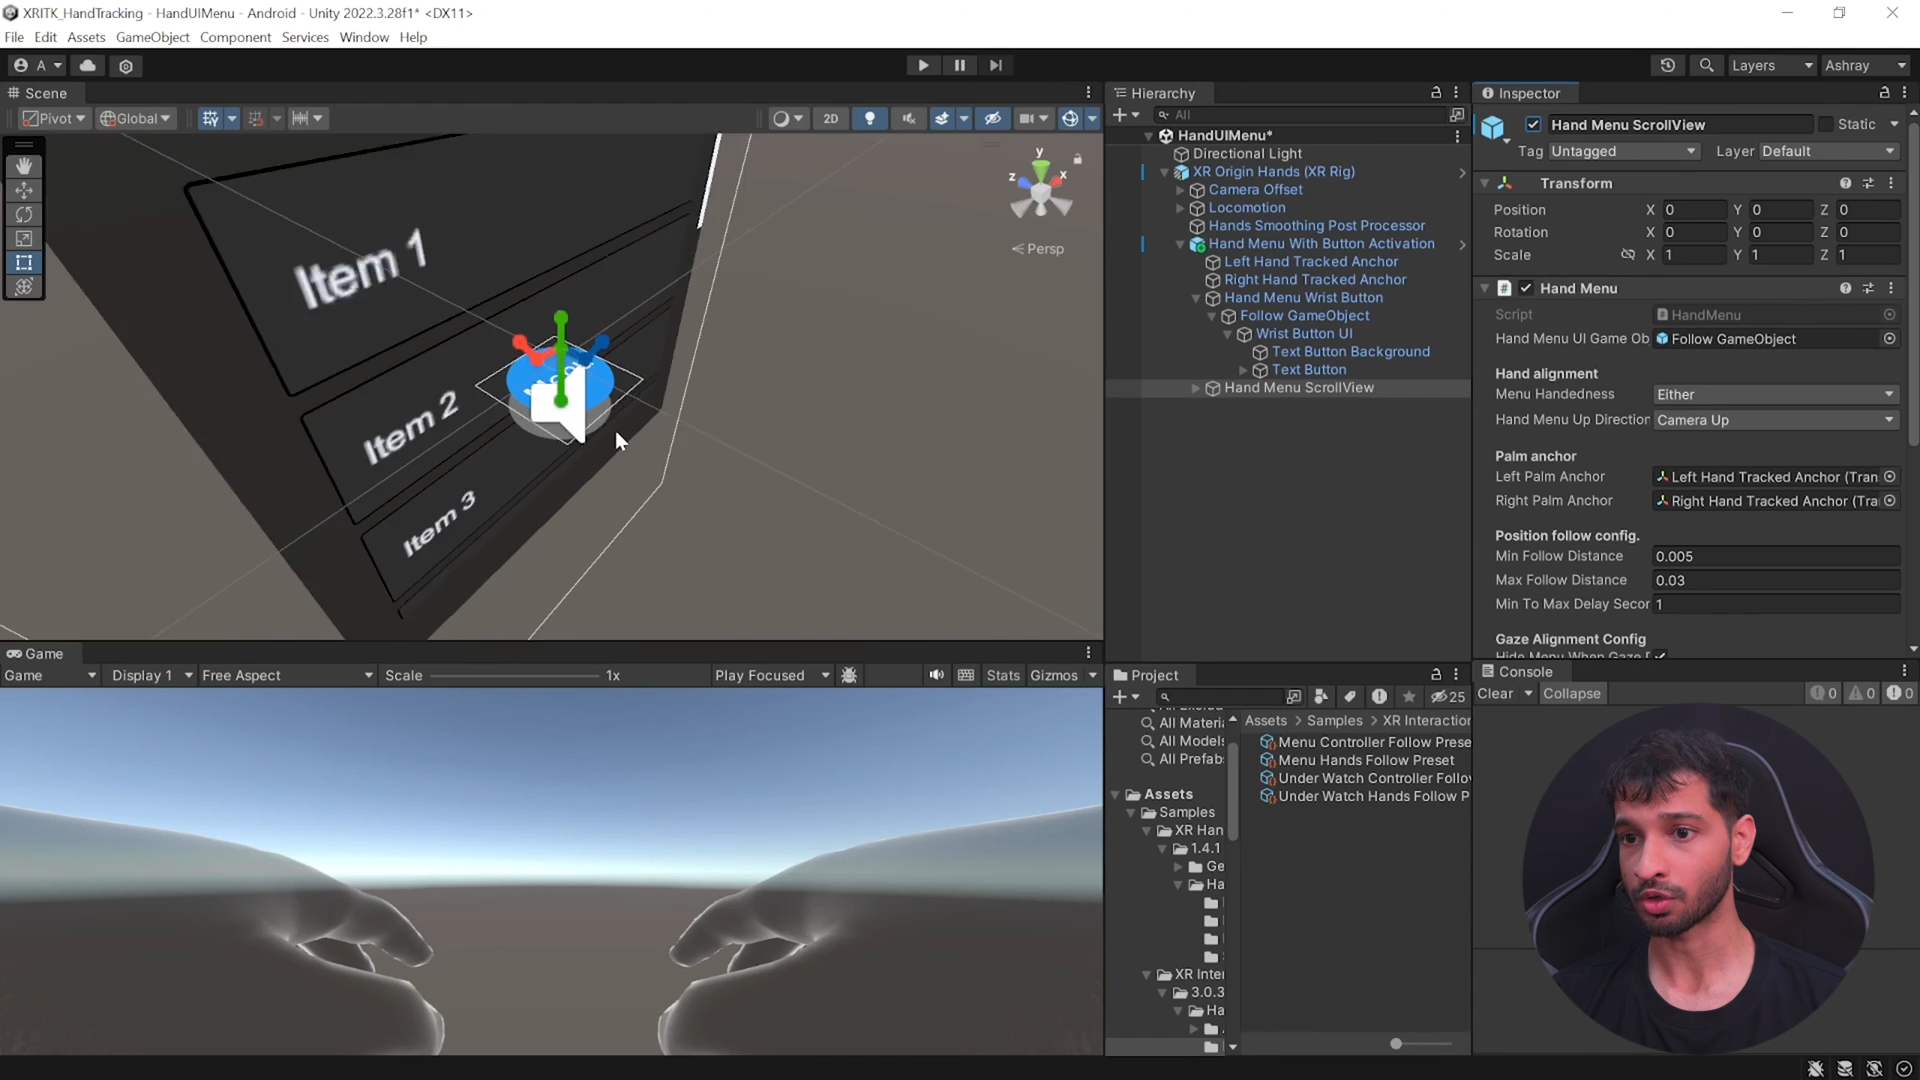 XRITK_HandTracking - HandUIMenu - Android - Unity 2022.3.28f1* <DX11>
File Edit Assets GameObject Component Services Window Help
A
Layers
Ashray
Scene
Pivot
Global
2D
Item 1
Item 2
Item 3
y
z
x
Persp
Hierarchy
All
HandUIMenu*
Directional Light
XR Origin Hands (XR Rig)
Camera Offset
Locomotion
Hands Smoothing Post Processor
Hand Menu With Button Activation
Left Hand Tracked Anchor
Right Hand Tracked Anchor
Hand Menu Wrist Button
Follow GameObject
Wrist Button UI
Text Button Background
Text Button
Hand Menu ScrollView
Inspector
Hand Menu ScrollView
Static
Tag Untagged
Layer Default
Transform
Position X 0 Y 0 Z 0
Rotation X 0 Y 0 Z 0
Scale X 1 Y 1 Z 1
Hand Menu
Script HandMenu
Hand Menu UI Game Ob Follow GameObject
Hand alignment
Menu Handedness Either
Hand Menu Up Direction Camera Up
Palm anchor
Left Palm Anchor Left Hand Tracked Anchor (Tran
Right Palm Anchor Right Hand Tracked Anchor (Tra
Position follow config.
Min Follow Distance 0.005
Max Follow Distance 0.03
Min To Max Delay Secor 1
Gaze Alignment Config
Game
Game Display 1 Free Aspect Scale 1x Play Focused Stats Gizmos
Project
25
All Materi
All Models
All Prefab
Assets
Samples
XR Han
1.4.1
Ge
Ha
XR Inte
3.0.3
Ha
Assets > Samples > XR Interaction
Menu Controller Follow Prese
Menu Hands Follow Preset
Under Watch Controller Follo
Under Watch Hands Follow P
Console
Clear Collapse 0 0 0